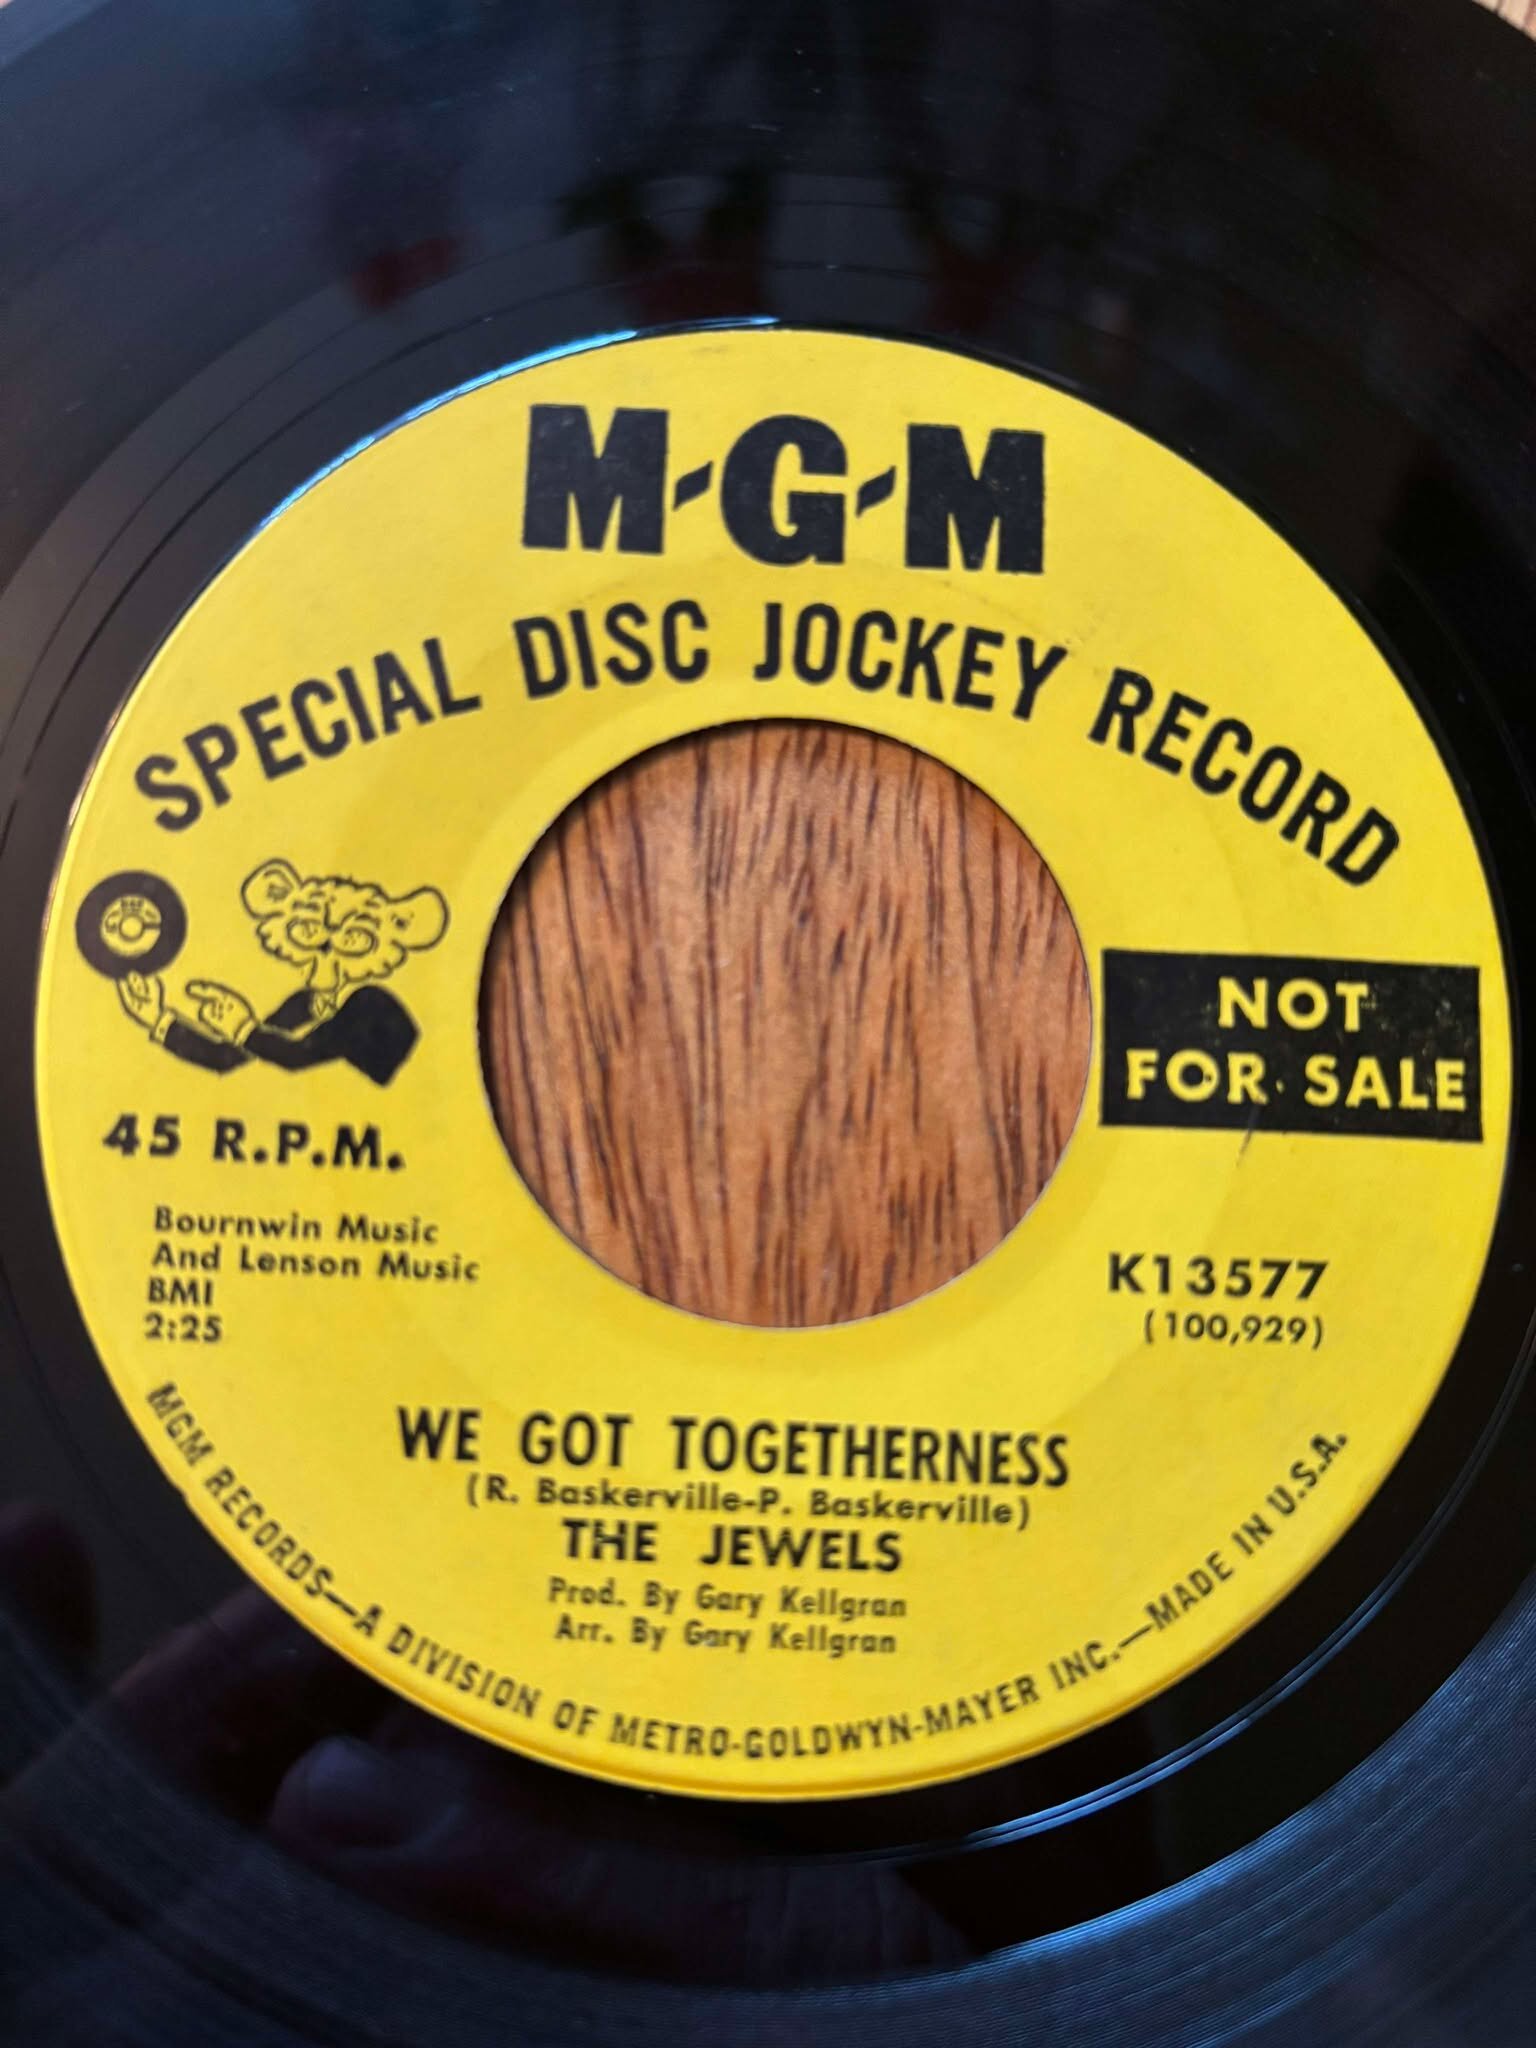 M-G-M
SPECIAL DISC JOCKEY RECORD
NOT
FOR SALE
45 R.P.M.
Bournwin Music
And Lenson Music
BMI
2:25
K13577
(100,929)
WE GOT TOGETHERNESS
(R. Baskerville-P. Baskerville)
THE JEWELS
Prod. By Gary Kellgran
Arr. By Gary Kellgran
MGM RECORDS—A DIVISION OF METRO-GOLDWYN-MAYER INC.—MADE IN U.S.A.